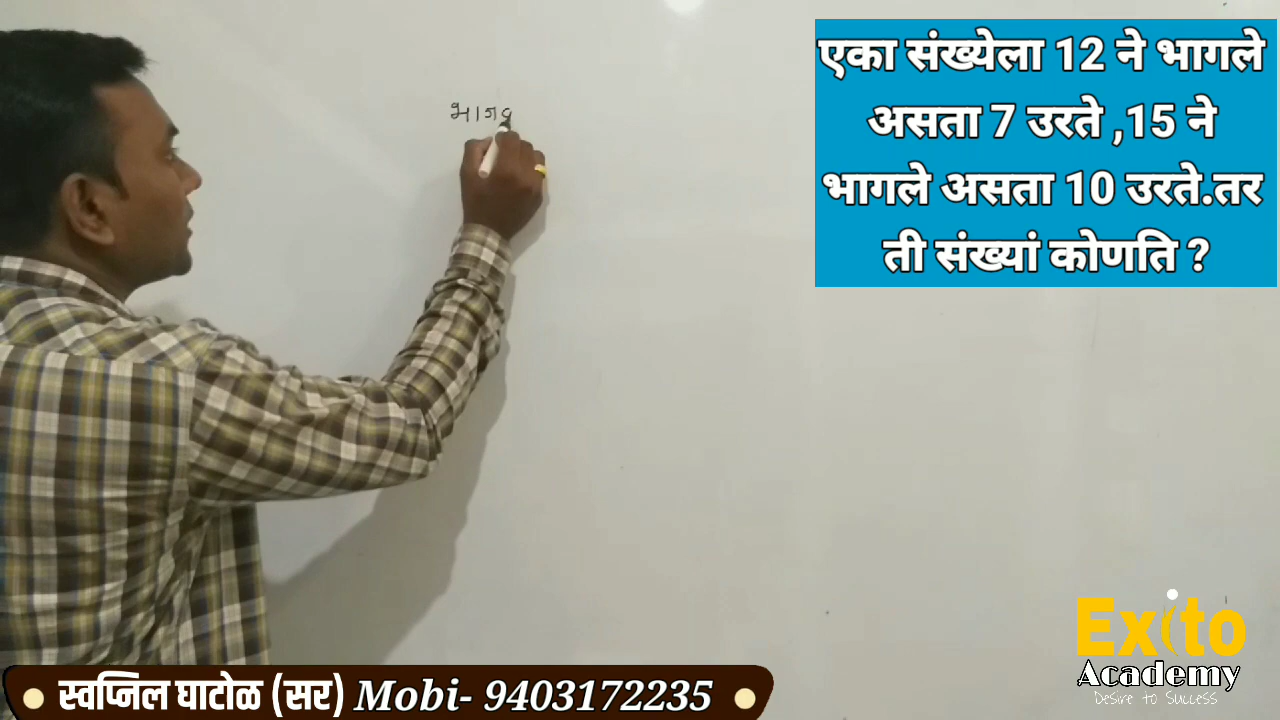 एका संख्येला 12 ने भागले
असता 7 उरते ,15 ने
भागले असता 10 उरते.तर
ती संख्यां कोणति ?
भाज
Exito
Academy
Desire to Success
स्वप्निल घाटोळ (सर) Mobi- 9403172235